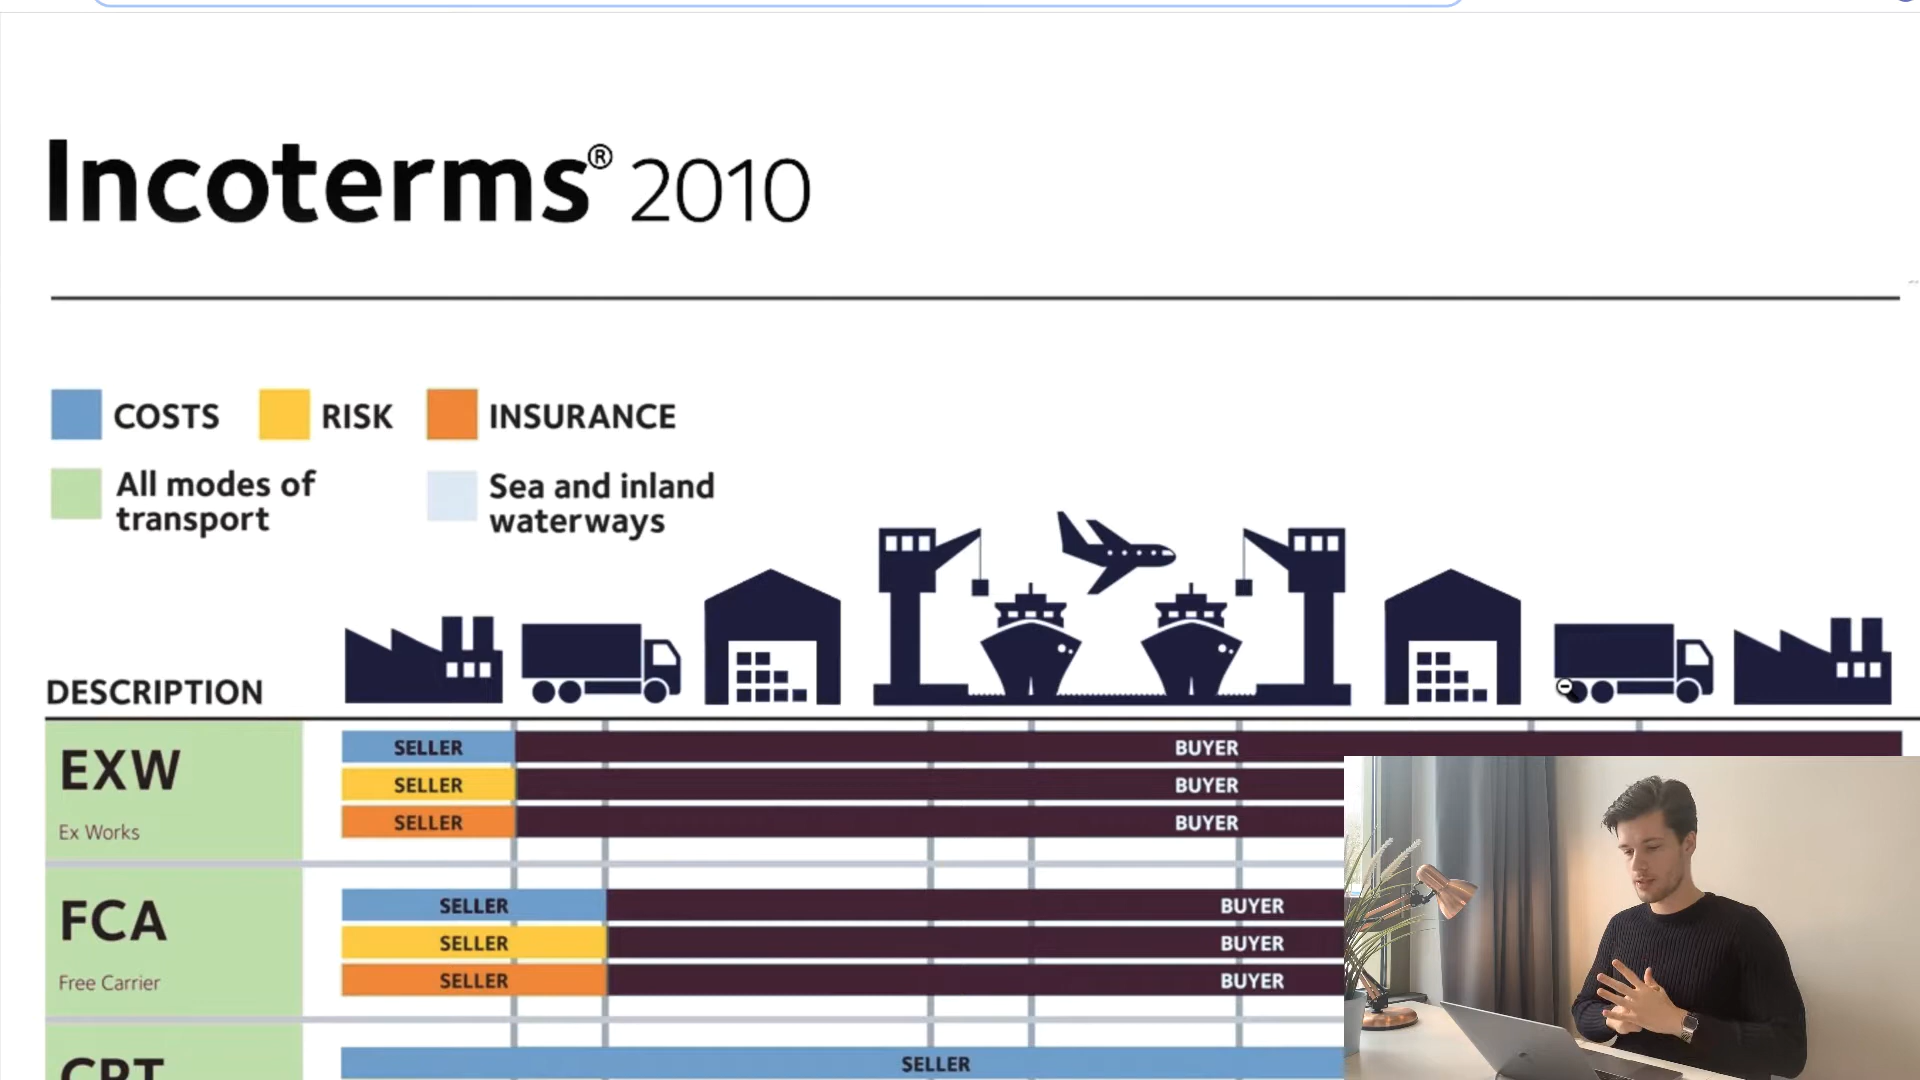 Incoterms® 2010
COSTS RISK INSURANCE
All modes of
transport
Sea and inland
waterways
DESCRIPTION
EXW
Ex Works
SELLER BUYER
SELLER BUYER
SELLER BUYER
FCA
Free Carrier
SELLER BUYER
SELLER BUYER
SELLER BUYER
CPT
SELLER